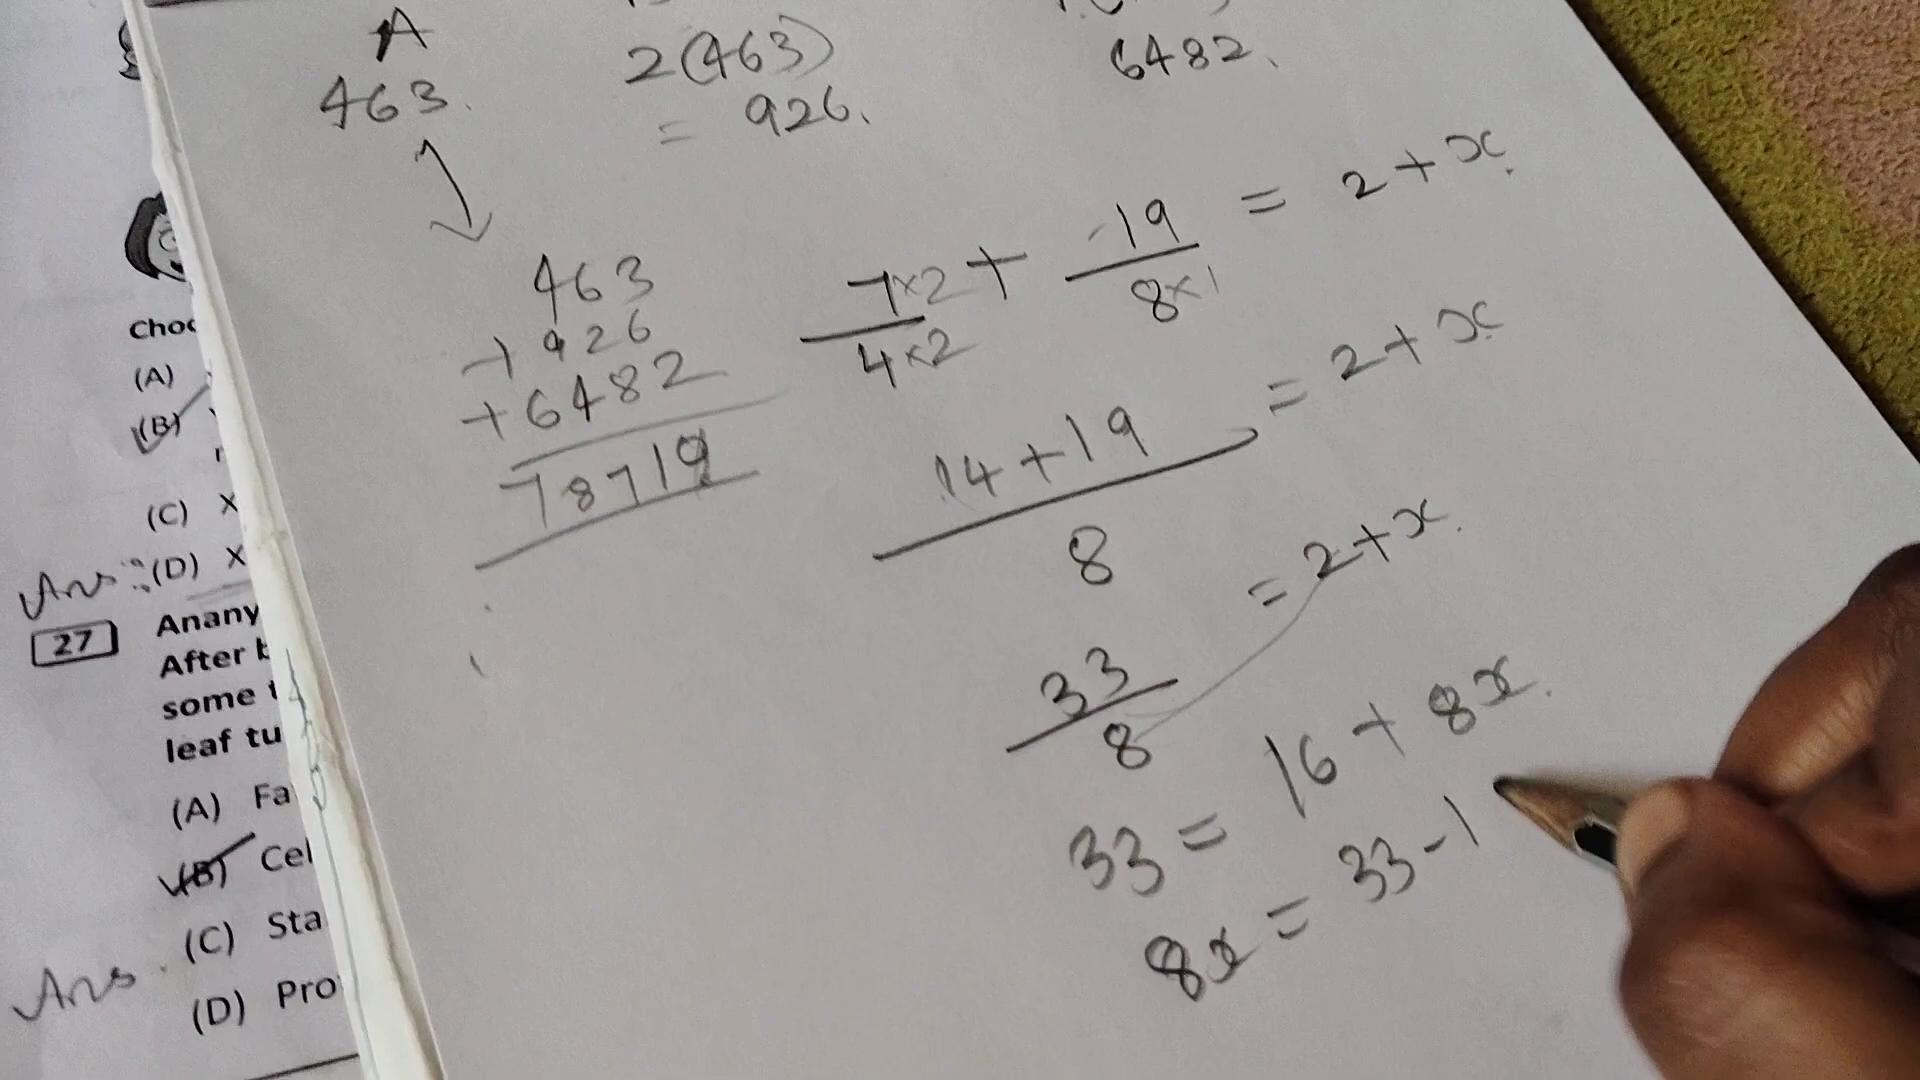 A
463.
2(463)
= 926.
6482.
463
+ 926
+ 6482
78719
7×2/4×2 + 19/8×1 = 2+x.
14+19/8 = 2+x
33/8 = 2+x.
33 = 16+8x.
8x = 33-1
Choo
(A)
(B)
(C) X
Ans: (D) X
27 Anany
After b
some t
leaf tu
(A) Fa
(B) Cel
(C) Sta
Ans.
(D) Pro